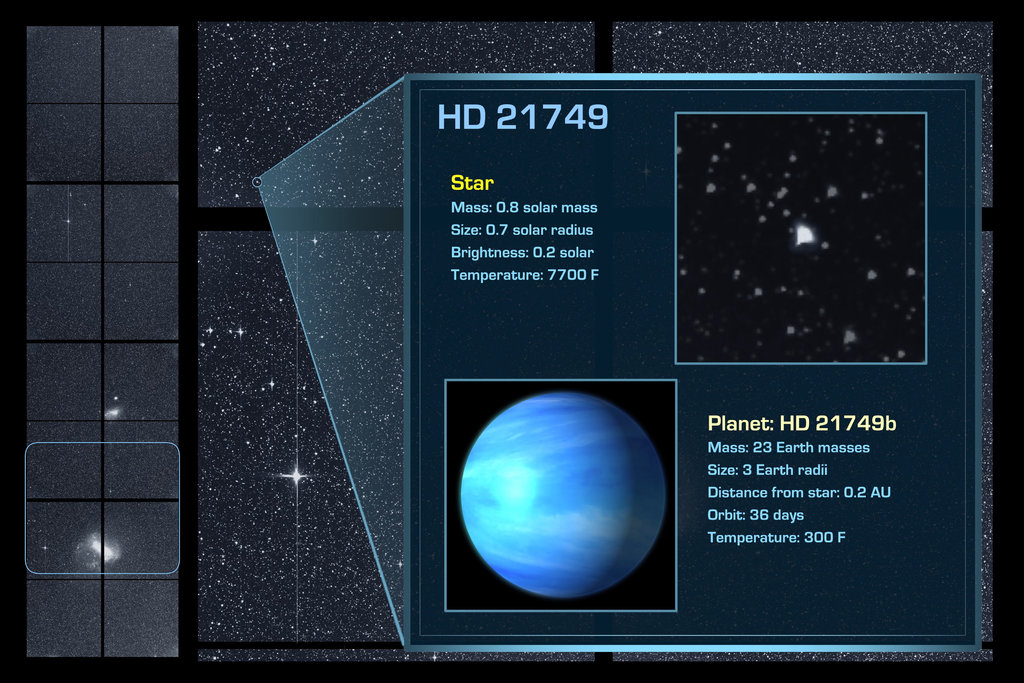 HD 21749
Star
Mass: 0.8 solar mass
Size: 0.7 solar radius
Brightness: 0.2 solar
Temperature: 7700 F
Planet: HD 21749b
Mass: 23 Earth masses
Size: 3 Earth radii
Distance from star: 0.2 AU
Orbit: 36 days
Temperature: 300 F